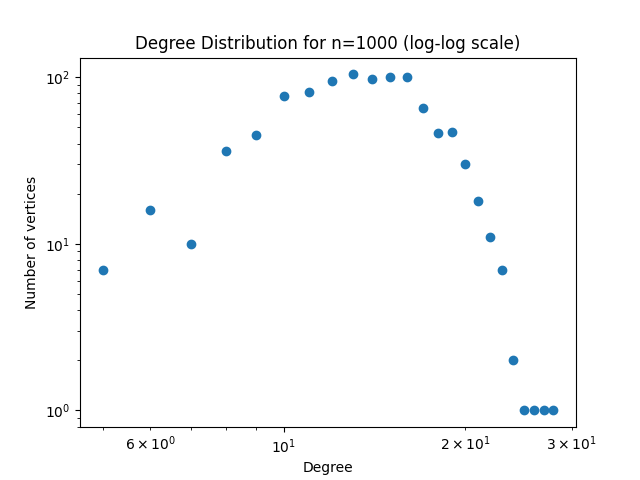 Degree Distribution for n=1000 (log-log scale)
Number of vertices
10²
10¹
10⁰
6 × 10⁰
10¹
2 × 10¹
3 × 10¹
Degree